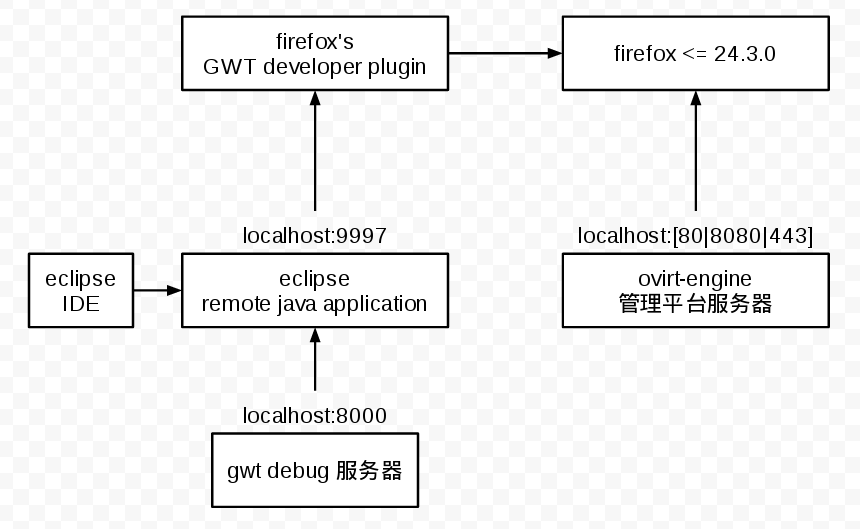 firefox's
GWT developer plugin
firefox <= 24.3.0
localhost:9997
localhost:[80|8080|443]
eclipse
IDE
eclipse
remote java application
ovirt-engine
管理平台服务器
localhost:8000
gwt debug 服务器